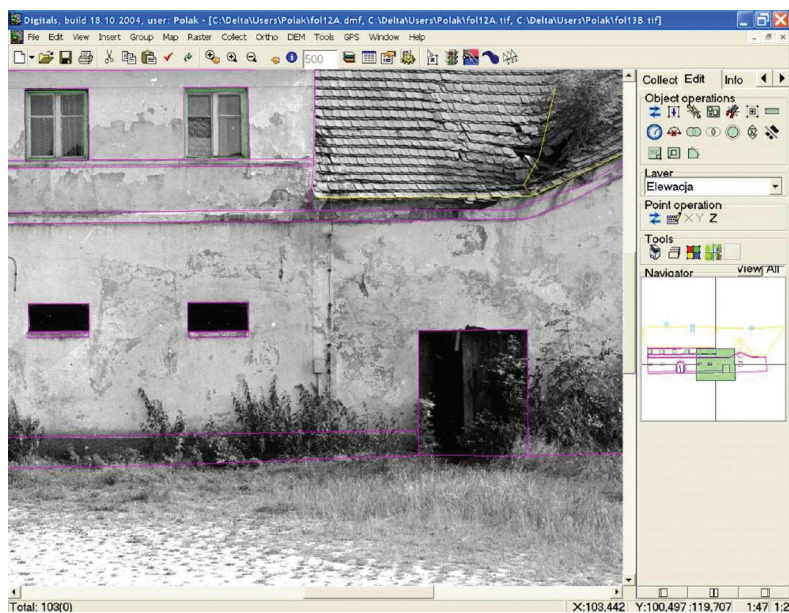 Digitals, build 18.10.2004, user: Polak - [C:\Delta\Users\Polak\fol12A.dmf, C:\Delta\Users\Polak\fol12A.tif, C:\Delta\Users\Polak\fol13B.tif]
File Edit View Insert Group Map Raster Collect Ortho DEM Tools GPS Window Help
500
Collect Edit Info
Object operations
Layer
Elewacja
Point operation
X Y Z
Tools
Navigator View All
Total: 103(0) X:103,442 Y:100,497 :119,707 1:47 1:2